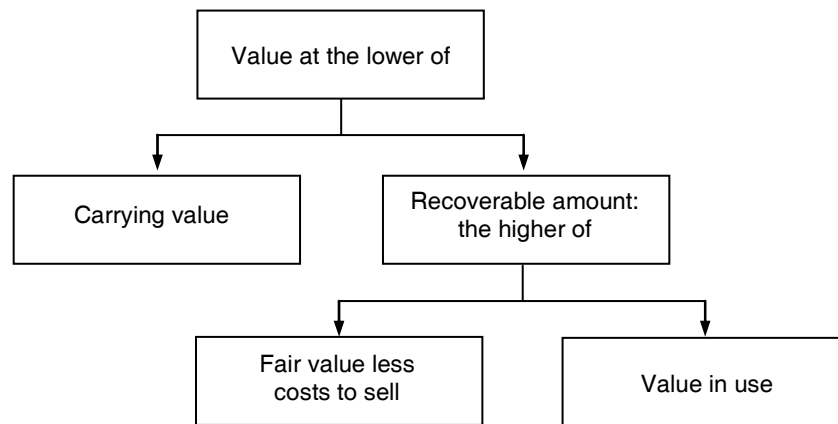 Value at the lower of
Carrying value
Recoverable amount:
the higher of
Fair value less
costs to sell
Value in use